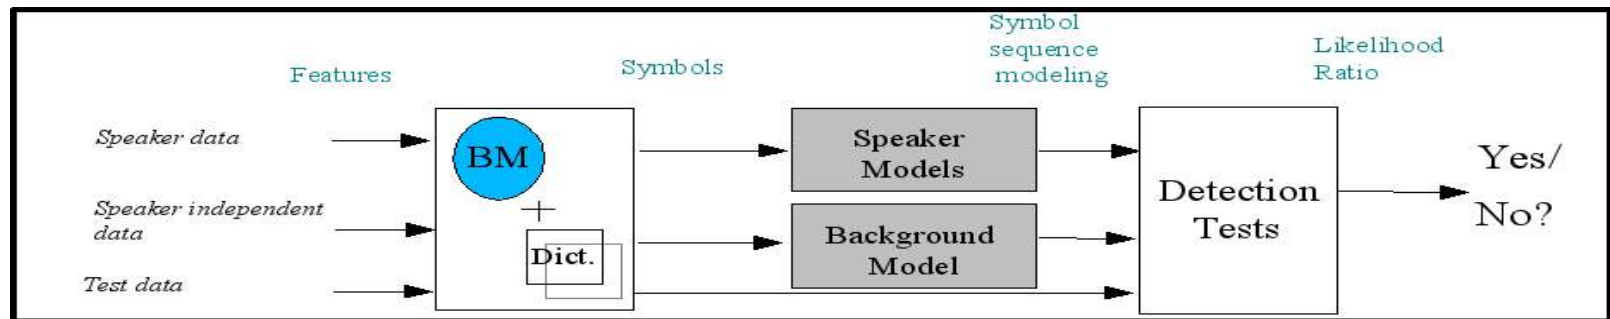 Features
Symbols
Symbol
sequence
modeling
Likelihood
Ratio
Speaker data
Speaker independent
data
Test data
BM
+
Dict.
Speaker
Models
Background
Model
Detection
Tests
Yes/
No?